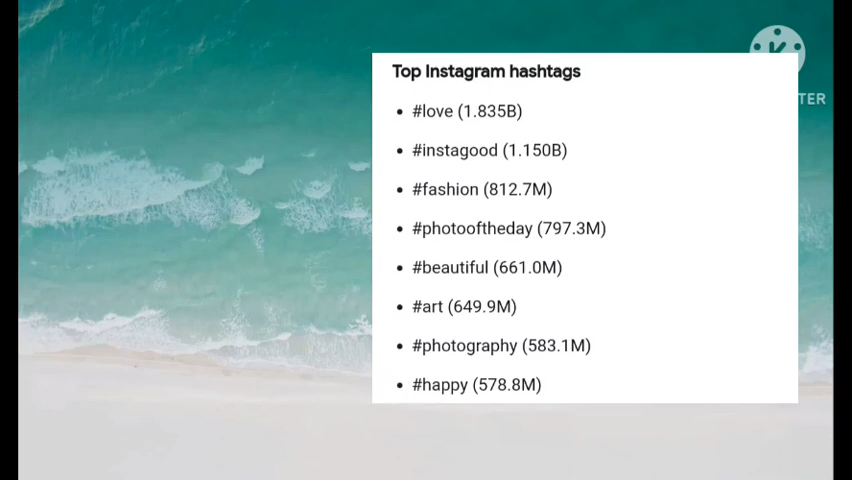 Top Instagram hashtags
• #love (1.835B)
• #instagood (1.150B)
• #fashion (812.7M)
• #photooftheday (797.3M)
• #beautiful (661.0M)
• #art (649.9M)
• #photography (583.1M)
• #happy (578.8M)
K
TER